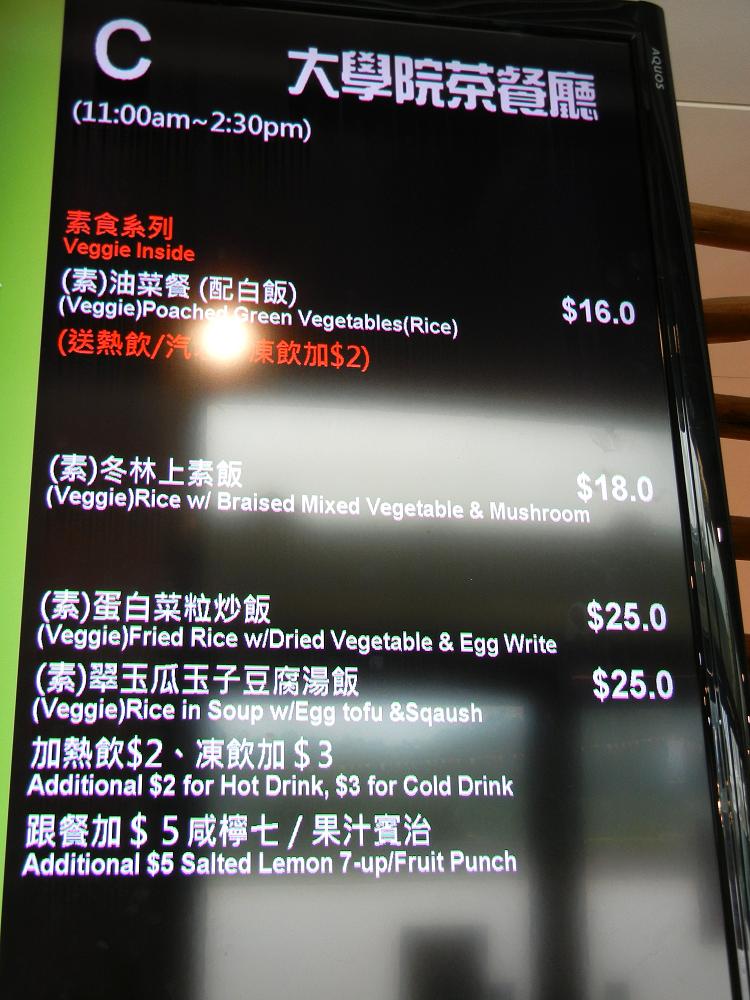 C 大學院茶餐廳
AQUOS
(11:00am~2:30pm)
素食系列
Veggie Inside
(素)油菜餐 (配白飯)
(Veggie)Poached Green Vegetables(Rice) $16.0
(送熱飲/汽 凍飲加$2)
(素)冬林上素飯
(Veggie)Rice w/ Braised Mixed Vegetable & Mushroom $18.0
(素)蛋白菜粒炒飯 $25.0
(Veggie)Fried Rice w/Dried Vegetable & Egg Write
(素)翠玉瓜玉子豆腐湯飯 $25.0
(Veggie)Rice in Soup w/Egg tofu &Sqaush
加熱飲$2、凍飲加$3
Additional $2 for Hot Drink, $3 for Cold Drink
跟餐加$5咸檸七/果汁賓治
Additional $5 Salted Lemon 7-up/Fruit Punch